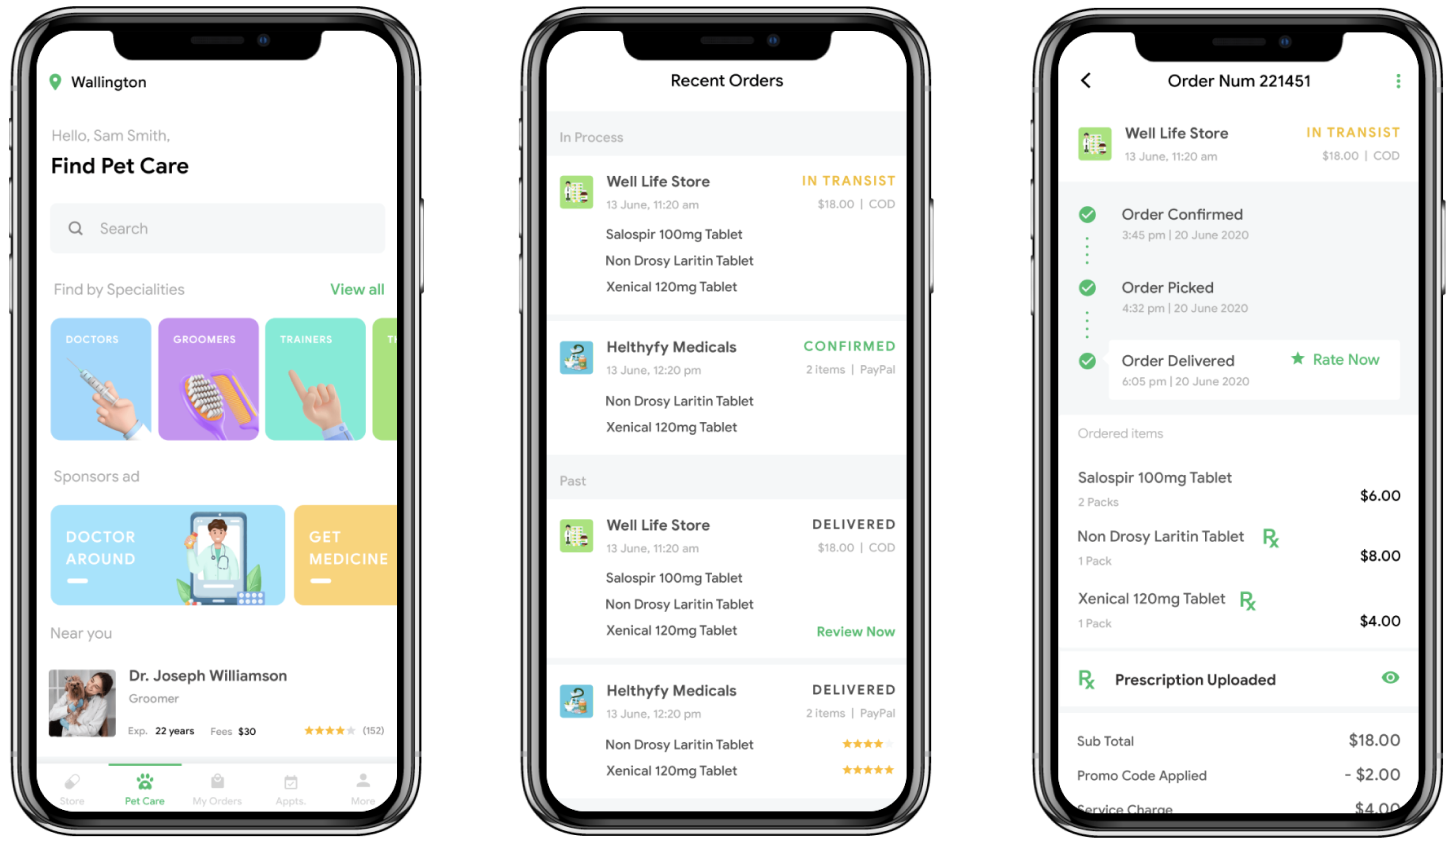 Wallington
Hello, Sam Smith,
Find Pet Care
Search
Find by Specialities View all
DOCTORS GROOMERS TRAINERS
Sponsors ad
DOCTOR
AROUND
GET
MEDICINE
Near you
Dr. Joseph Williamson
Groomer
Exp. 22 years Fees $30 (152)
Store Pet Care My Orders Appts. More
Recent Orders
In Process
Well Life Store IN TRANSIST
13 June, 11:20 am $18.00 | COD
Salospir 100mg Tablet
Non Drosy Laritin Tablet
Xenical 120mg Tablet
Helthyfy Medicals CONFIRMED
13 June, 12:20 pm 2 items | PayPal
Non Drosy Laritin Tablet
Xenical 120mg Tablet
Past
Well Life Store DELIVERED
13 June, 11:20 am $18.00 | COD
Salospir 100mg Tablet
Non Drosy Laritin Tablet
Xenical 120mg Tablet Review Now
Helthyfy Medicals DELIVERED
13 June, 12:20 pm 2 items | PayPal
Non Drosy Laritin Tablet
Xenical 120mg Tablet
Order Num 221451
Well Life Store IN TRANSIST
13 June, 11:20 am $18.00 | COD
Order Confirmed
3:45 pm | 20 June 2020
Order Picked
4:32 pm | 20 June 2020
Order Delivered Rate Now
6:05 pm | 20 June 2020
Ordered items
Salospir 100mg Tablet
2 Packs $6.00
Non Drosy Laritin Tablet Rx
1 Pack $8.00
Xenical 120mg Tablet Rx
1 Pack $4.00
Rx Prescription Uploaded
Sub Total $18.00
Promo Code Applied - $2.00
Service Charge $4.00